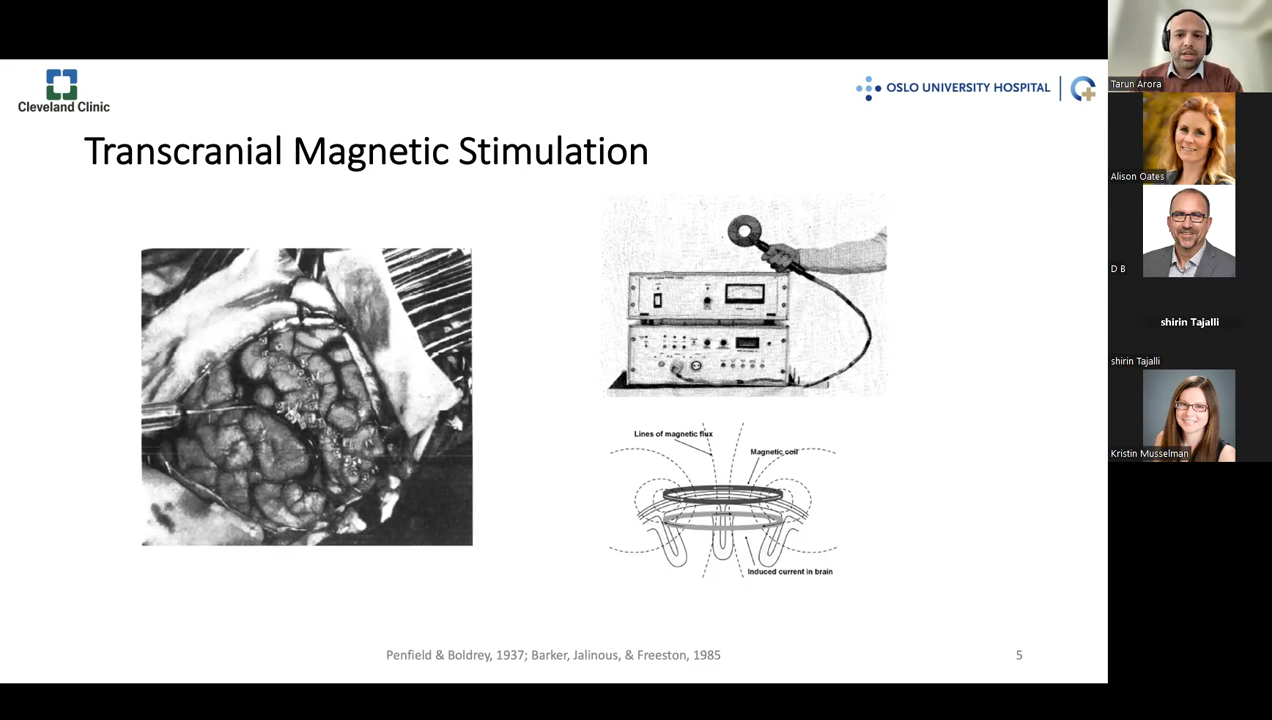 Cleveland Clinic
OSLO UNIVERSITY HOSPITAL
Transcranial Magnetic Stimulation
Lines of magnetic flux
Magnetic coil
Induced current in brain
Penfield & Boldrey, 1937; Barker, Jalinous, & Freeston, 1985
5
Tarun Arora
Alison Oates
D B
shirin Tajalli
shirin Tajalli
Kristin Musselman